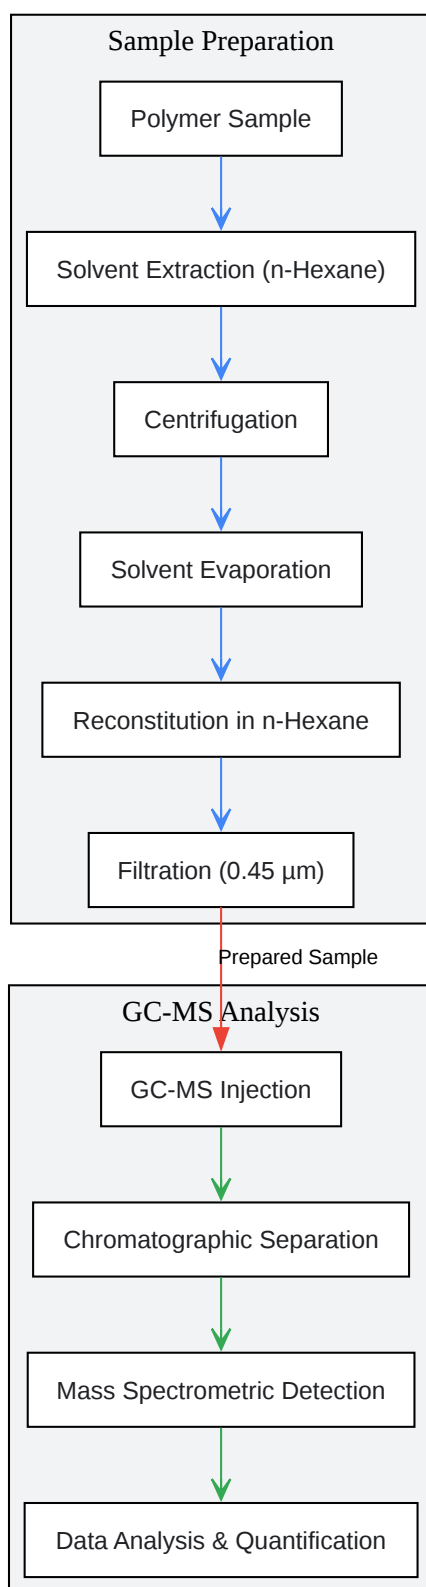 Sample Preparation
Polymer Sample
Solvent Extraction (n-Hexane)
Centrifugation
Solvent Evaporation
Reconstitution in n-Hexane
Filtration (0.45 µm)
Prepared Sample
GC-MS Analysis
GC-MS Injection
Chromatographic Separation
Mass Spectrometric Detection
Data Analysis & Quantification